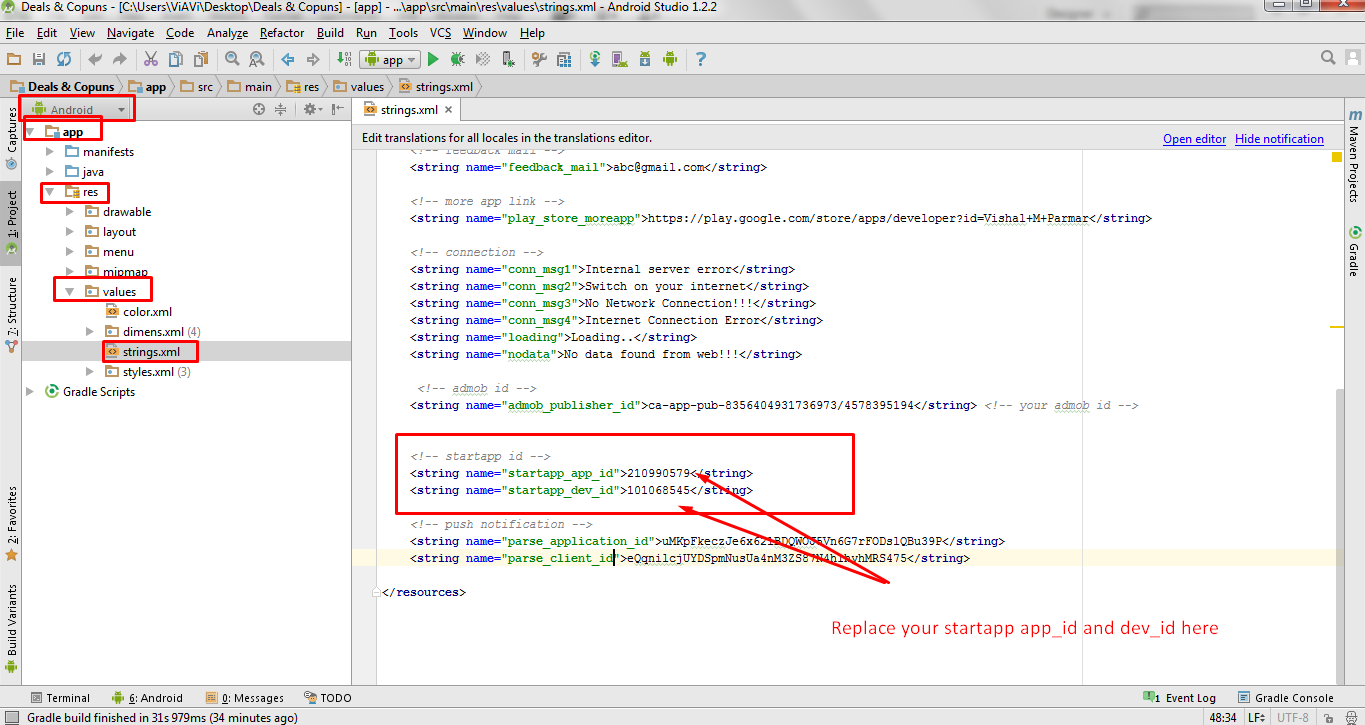 Deals & Copuns - [C:\Users\ViAVi\Desktop\Deals & Copuns] - [app] - ...\app\src\main\res\values\strings.xml - Android Studio 1.2.2
File Edit View Navigate Code Analyze Refactor Build Run Tools VCS Window Help
app
Deals & Copuns app src main res values strings.xml
Captures
1: Project
7: Structure
2: Favorites
Build Variants
Android
app
manifests
java
res
drawable
layout
menu
mipmap
values
color.xml
dimens.xml (4)
strings.xml
styles.xml (3)
Gradle Scripts
strings.xml
Edit translations for all locales in the translations editor. Open editor Hide notification
<!-- feedback mail -->
<string name="feedback_mail">abc@gmail.com</string>
<!-- more app link -->
<string name="play_store_moreapp">https://play.google.com/store/apps/developer?id=Vishal+M+Parmar</string>
<!-- connection -->
<string name="conn_msg1">Internal server error</string>
<string name="conn_msg2">Switch on your internet</string>
<string name="conn_msg3">No Network Connection!!!</string>
<string name="conn_msg4">Internet Connection Error</string>
<string name="loading">Loading..</string>
<string name="nodata">No data found from web!!!</string>
<!-- admob id -->
<string name="admob_publisher_id">ca-app-pub-8356404931736973/4578395194</string> <!-- your admob id -->
<!-- startapp id -->
<string name="startapp_app_id">210990579</string>
<string name="startapp_dev_id">101068545</string>
<!-- push notification -->
<string name="parse_application_id">
<string name="parse_client_id">
</resources>
Replace your startapp app_id and dev_id here
Maven Projects
Gradle
Terminal 6: Android 0: Messages TODO 1 Event Log Gradle Console
Gradle build finished in 31s 979ms (34 minutes ago) 48:34 LF UTF-8